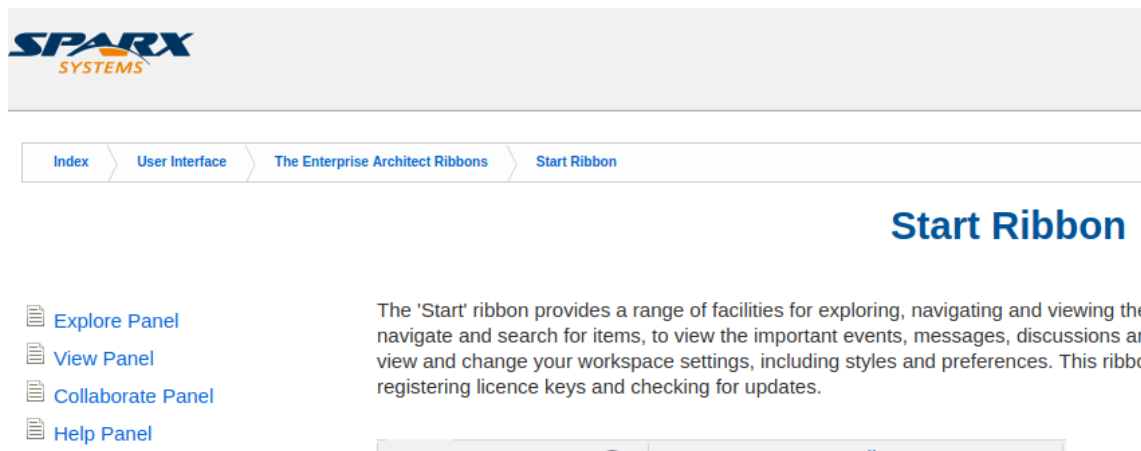 SPARX
SYSTEMS
Index User Interface The Enterprise Architect Ribbons Start Ribbon
Start Ribbon
Explore Panel
View Panel
Collaborate Panel
Help Panel
The 'Start' ribbon provides a range of facilities for exploring, navigating and viewing the
navigate and search for items, to view the important events, messages, discussions
view and change your workspace settings, including styles and preferences. This
registering licence keys and checking for updates.